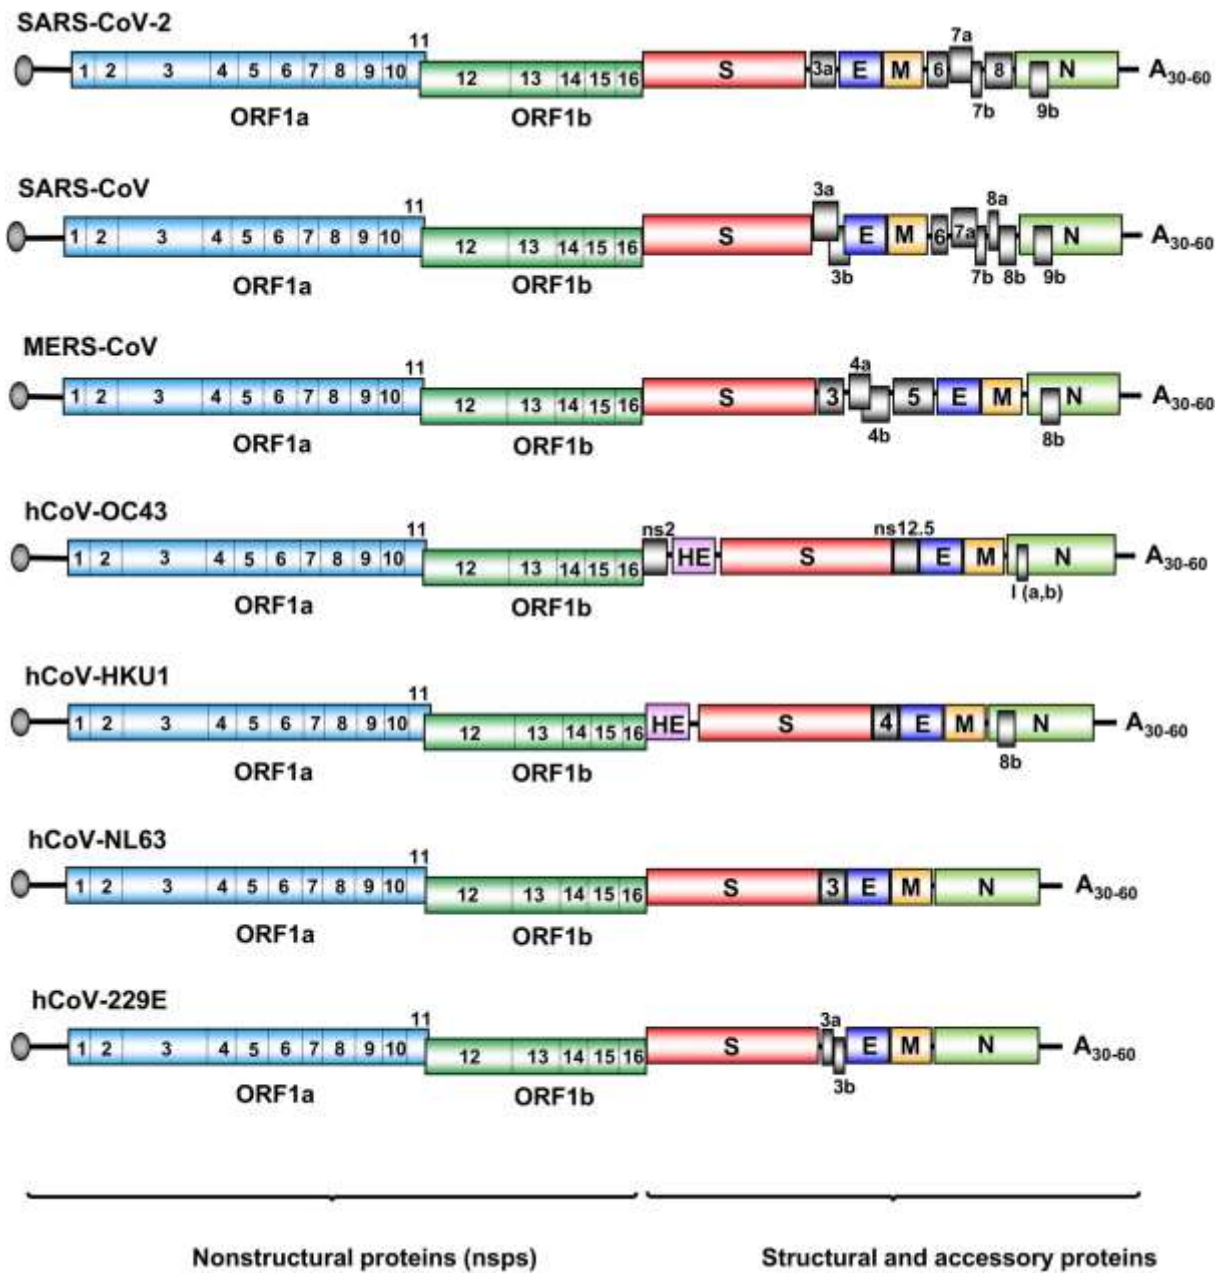 SARS-CoV-2
11
7a
1 2 3 4 5 6 7 8 9 10 12 13 14 15 16 S 3a E M 6 8 N A30-60
7b 9b
ORF1a ORF1b
SARS-CoV
11
3a 8a
1 2 3 4 5 6 7 8 9 10 12 13 14 15 16 S E M 6 7a N A30-60
3b 7b 8b 9b
ORF1a ORF1b
MERS-CoV
11
4a
1 2 3 4 5 6 7 8 9 10 12 13 14 15 16 S 3 5 E M N A30-60
4b 8b
ORF1a ORF1b
hCoV-OC43
11 ns2 ns12.5
1 2 3 4 5 6 7 8 9 10 12 13 14 15 16 HE S E M N A30-60
I (a,b)
ORF1a ORF1b
hCoV-HKU1
11
1 2 3 4 5 6 7 8 9 10 12 13 14 15 16 HE S 4 E M N A30-60
8b
ORF1a ORF1b
hCoV-NL63
11
1 2 3 4 5 6 7 8 9 10 12 13 14 15 16 S 3 E M N A30-60
ORF1a ORF1b
hCoV-229E
11 3a
1 2 3 4 5 6 7 8 9 10 12 13 14 15 16 S E M N A30-60
3b
ORF1a ORF1b
Nonstructural proteins (nsps) Structural and accessory proteins